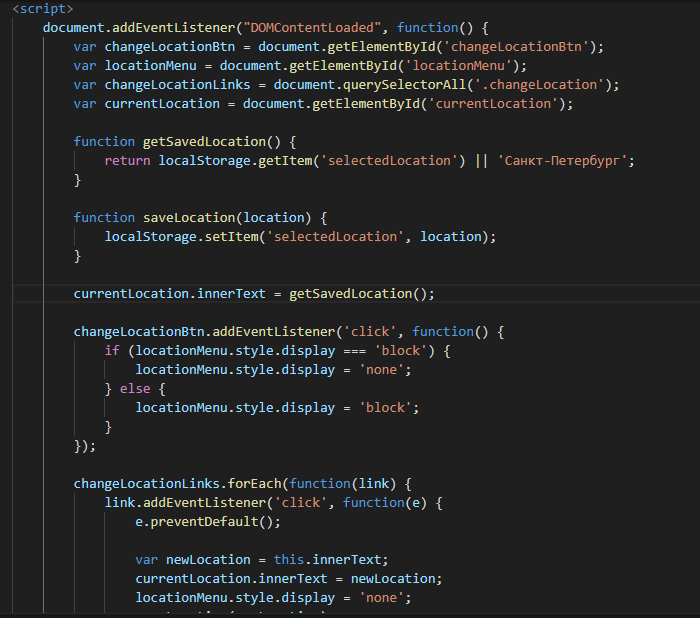 <script>
document.addEventListener("DOMContentLoaded", function() {
var changeLocationBtn = document.getElementById('changeLocationBtn');
var locationMenu = document.getElementById('locationMenu');
var changeLocationLinks = document.querySelectorAll('.changeLocation');
var currentLocation = document.getElementById('currentLocation');
function getSavedLocation() {
return localStorage.getItem('selectedLocation') || 'Санкт-Петербург';
}
function saveLocation(location) {
localStorage.setItem('selectedLocation', location);
}
currentLocation.innerText = getSavedLocation();
changeLocationBtn.addEventListener('click', function() {
if (locationMenu.style.display === 'block') {
locationMenu.style.display = 'none';
} else {
locationMenu.style.display = 'block';
}
});
changeLocationLinks.forEach(function(link) {
link.addEventListener('click', function(e) {
e.preventDefault();
var newLocation = this.innerText;
currentLocation.innerText = newLocation;
locationMenu.style.display = 'none';